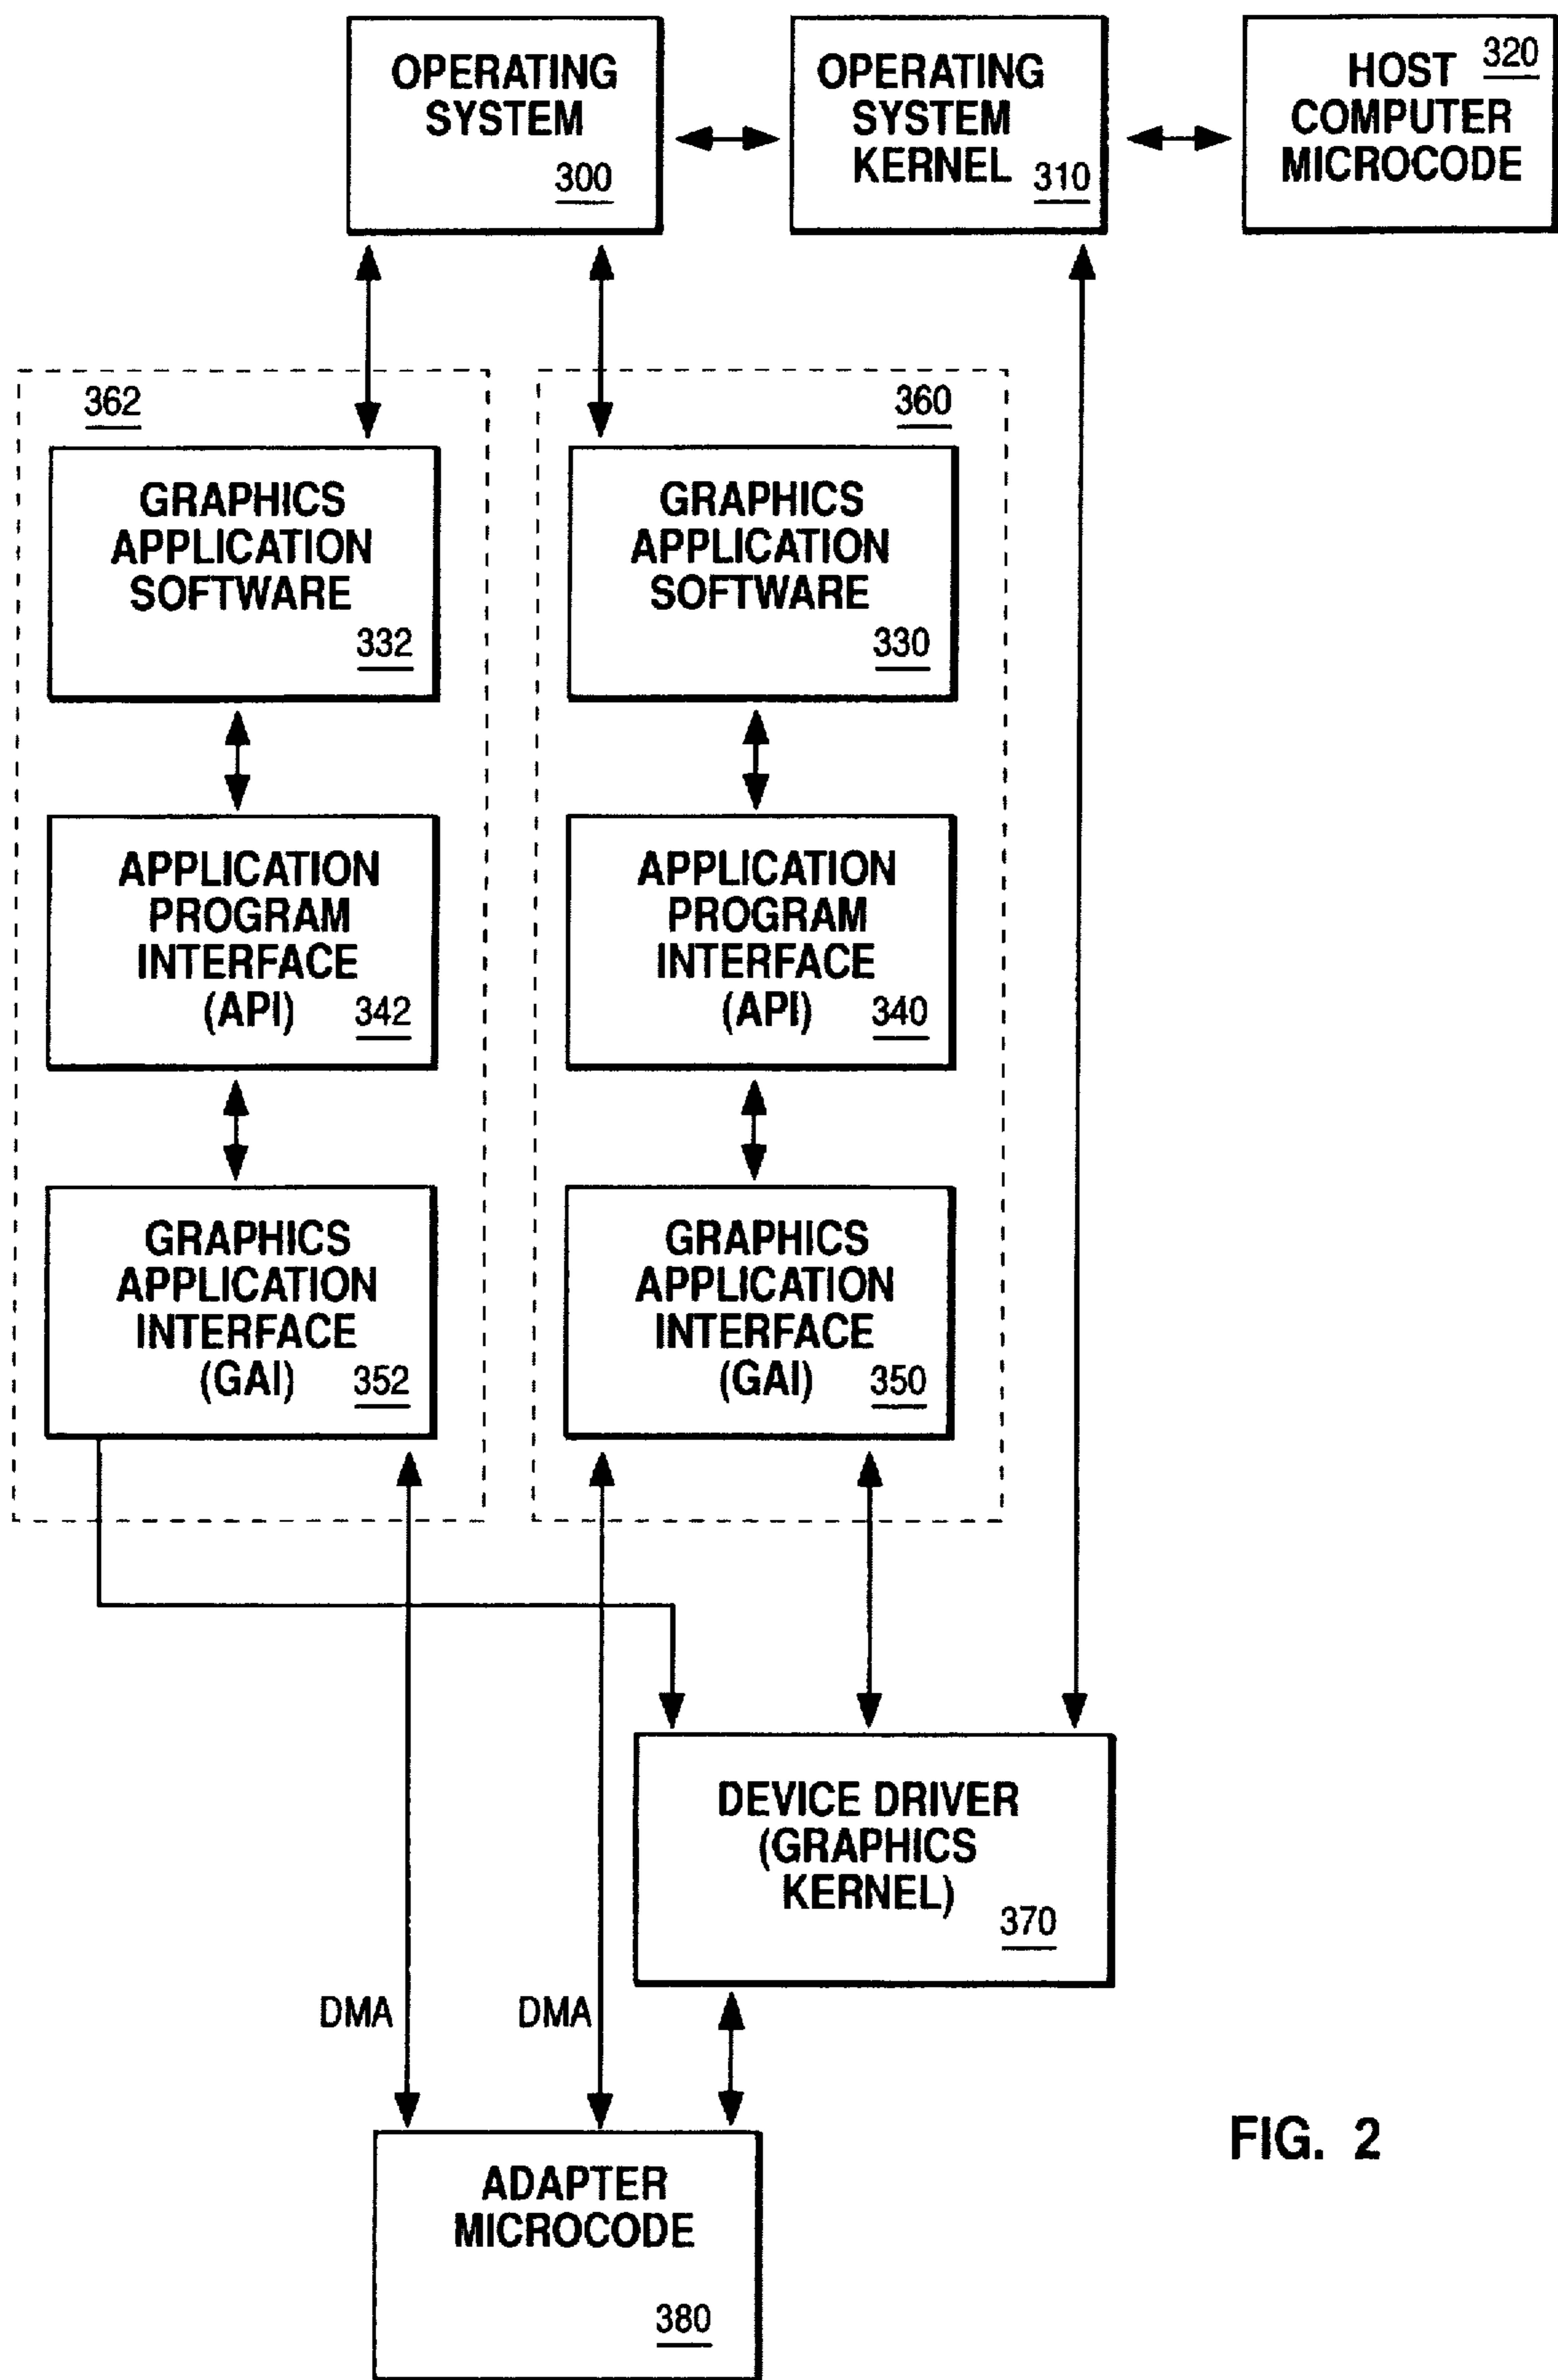 OPERATING
SYSTEM
300
OPERATING
SYSTEM
KERNEL 310
HOST 320
COMPUTER
MICROCODE
362
GRAPHICS
APPLICATION
SOFTWARE
332
360
GRAPHICS
APPLICATION
SOFTWARE
330
APPLICATION
PROGRAM
INTERFACE
(API) 342
APPLICATION
PROGRAM
INTERFACE
(API) 340
GRAPHICS
APPLICATION
INTERFACE
(GAI) 352
GRAPHICS
APPLICATION
INTERFACE
(GAI) 350
DEVICE DRIVER
(GRAPHICS
KERNEL)
370
DMA
DMA
ADAPTER
MICROCODE
380
FIG. 2